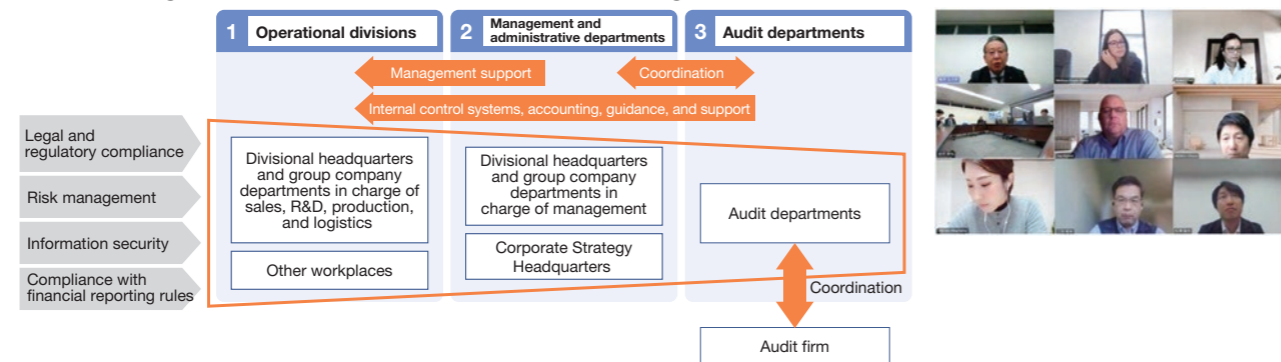 1 Operational divisions
2 Management and
administrative departments
3 Audit departments
Management support
Coordination
Internal control systems, accounting, guidance, and support
Legal and
regulatory compliance
Risk management
Information security
Compliance with
financial reporting rules
Divisional headquarters
and group company
departments in charge of
sales, R&D, production,
and logistics
Other workplaces
Divisional headquarters
and group company
departments in
charge of management
Corporate Strategy
Headquarters
Audit departments
Coordination
Audit firm